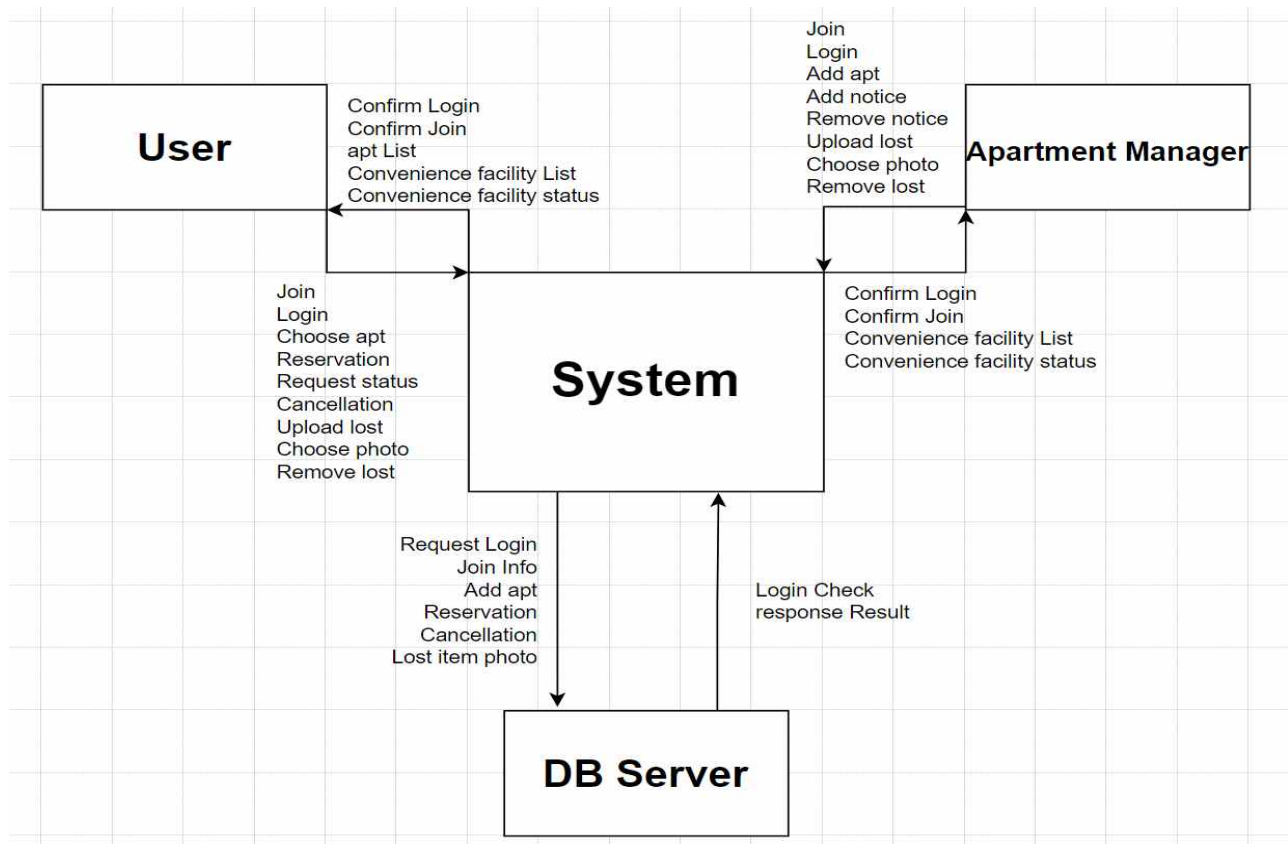 Join
Login
Add apt
Add notice
Remove notice
Upload lost
Choose photo
Remove lost
User
Confirm Login
Confirm Join
apt List
Convenience facility List
Convenience facility status
Apartment Manager
Join
Login
Choose apt
Reservation
Request status
Cancellation
Upload lost
Choose photo
Remove lost
System
Confirm Login
Confirm Join
Convenience facility List
Convenience facility status
Request Login
Join Info
Add apt
Reservation
Cancellation
Lost item photo
Login Check
response Result
DB Server